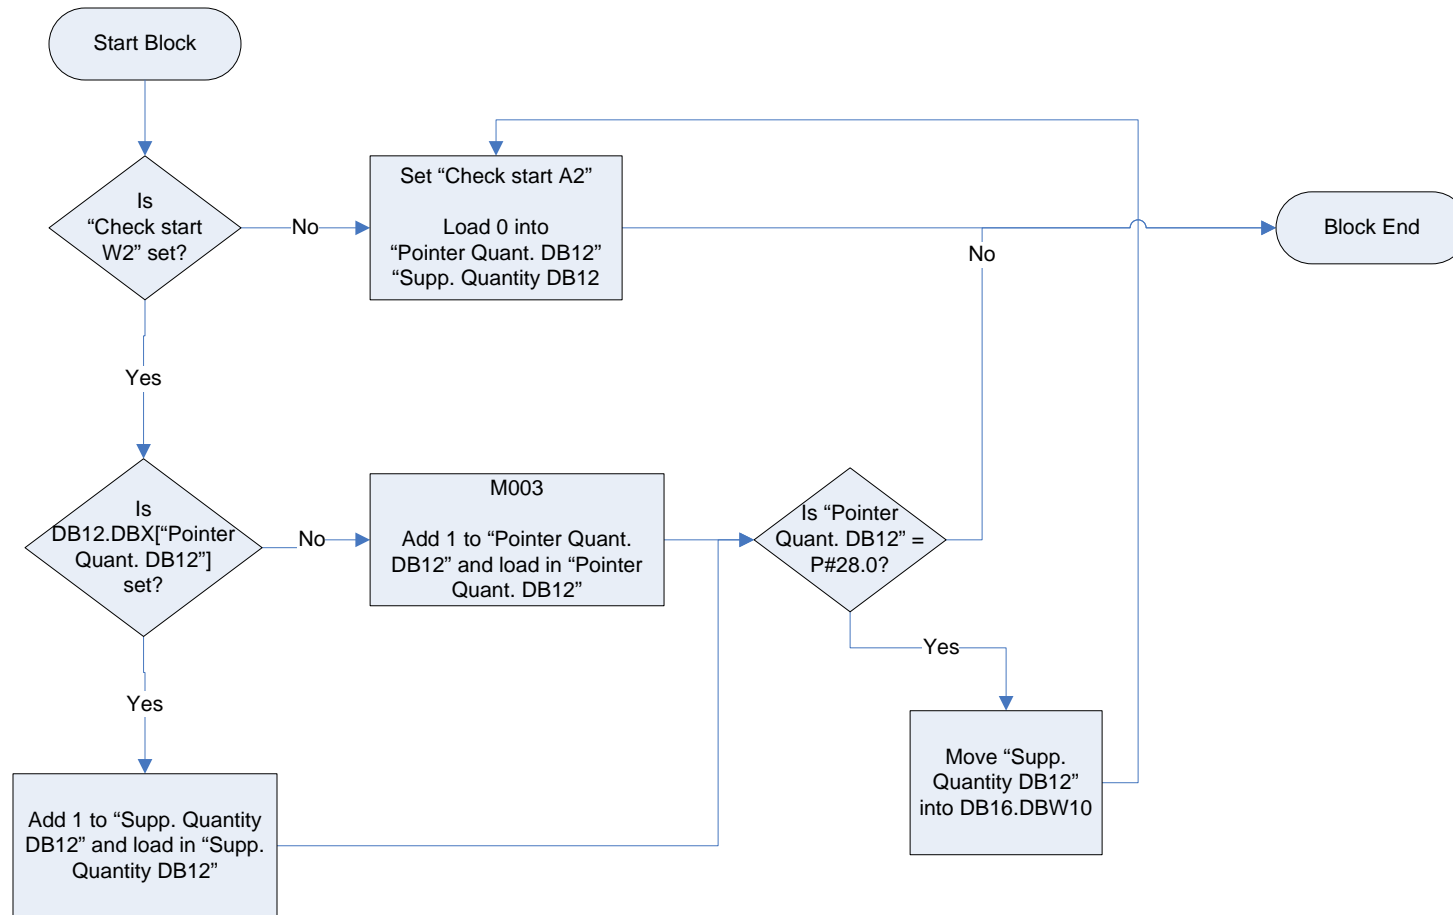 Start Block
Is
“Check start
W2” set?
No
Set “Check start A2”
Load 0 into
“Pointer Quant. DB12”
“Supp. Quantity DB12
No
Block End
Yes
Is
DB12.DBX[“Pointer
Quant. DB12”]
set?
No
M003
Add 1 to “Pointer Quant.
DB12” and load in “Pointer
Quant. DB12”
Is “Pointer
Quant. DB12” =
P#28.0?
Yes
Yes
Move “Supp.
Quantity DB12”
into DB16.DBW10
Add 1 to “Supp. Quantity
DB12” and load in “Supp.
Quantity DB12”